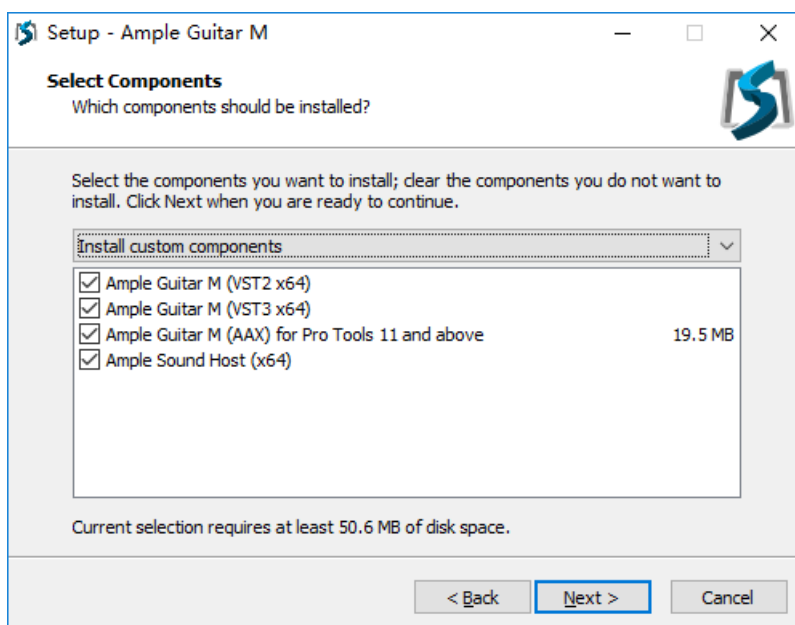 Setup - Ample Guitar M
Select Components
Which components should be installed?
Select the components you want to install; clear the components you do not want to
install. Click Next when you are ready to continue.
Install custom components
Ample Guitar M (VST2 x64)
Ample Guitar M (VST3 x64)
Ample Guitar M (AAX) for Pro Tools 11 and above 19.5 MB
Ample Sound Host (x64)
Current selection requires at least 50.6 MB of disk space.
< Back Next > Cancel